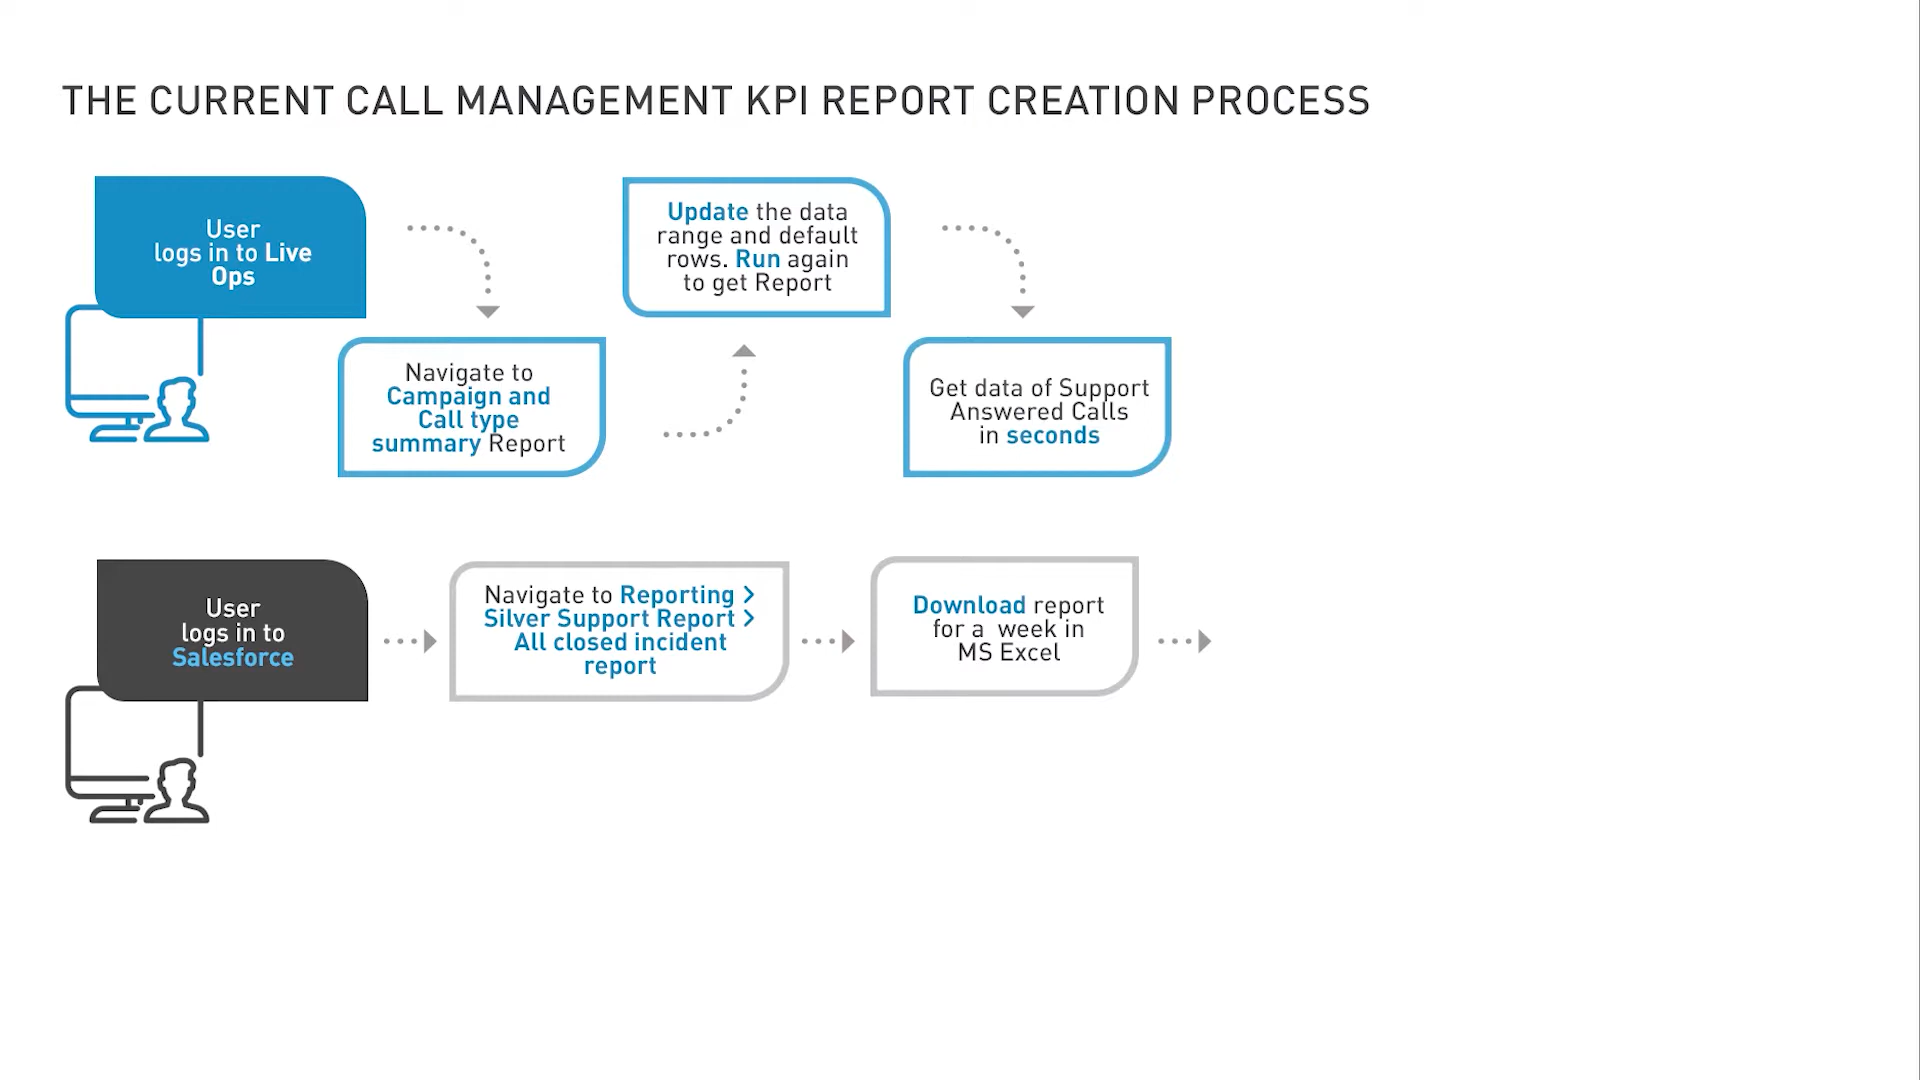 THE CURRENT CALL MANAGEMENT KPI REPORT CREATION PROCESS
User
logs in to Live
Ops
Navigate to
Campaign and
Call type
summary Report
Update the data
range and default
rows. Run again
to get Report
Get data of Support
Answered Calls
in seconds
User
logs in to
Salesforce
Navigate to Reporting >
Silver Support Report >
All closed incident
report
Download report
for a  week in
MS Excel